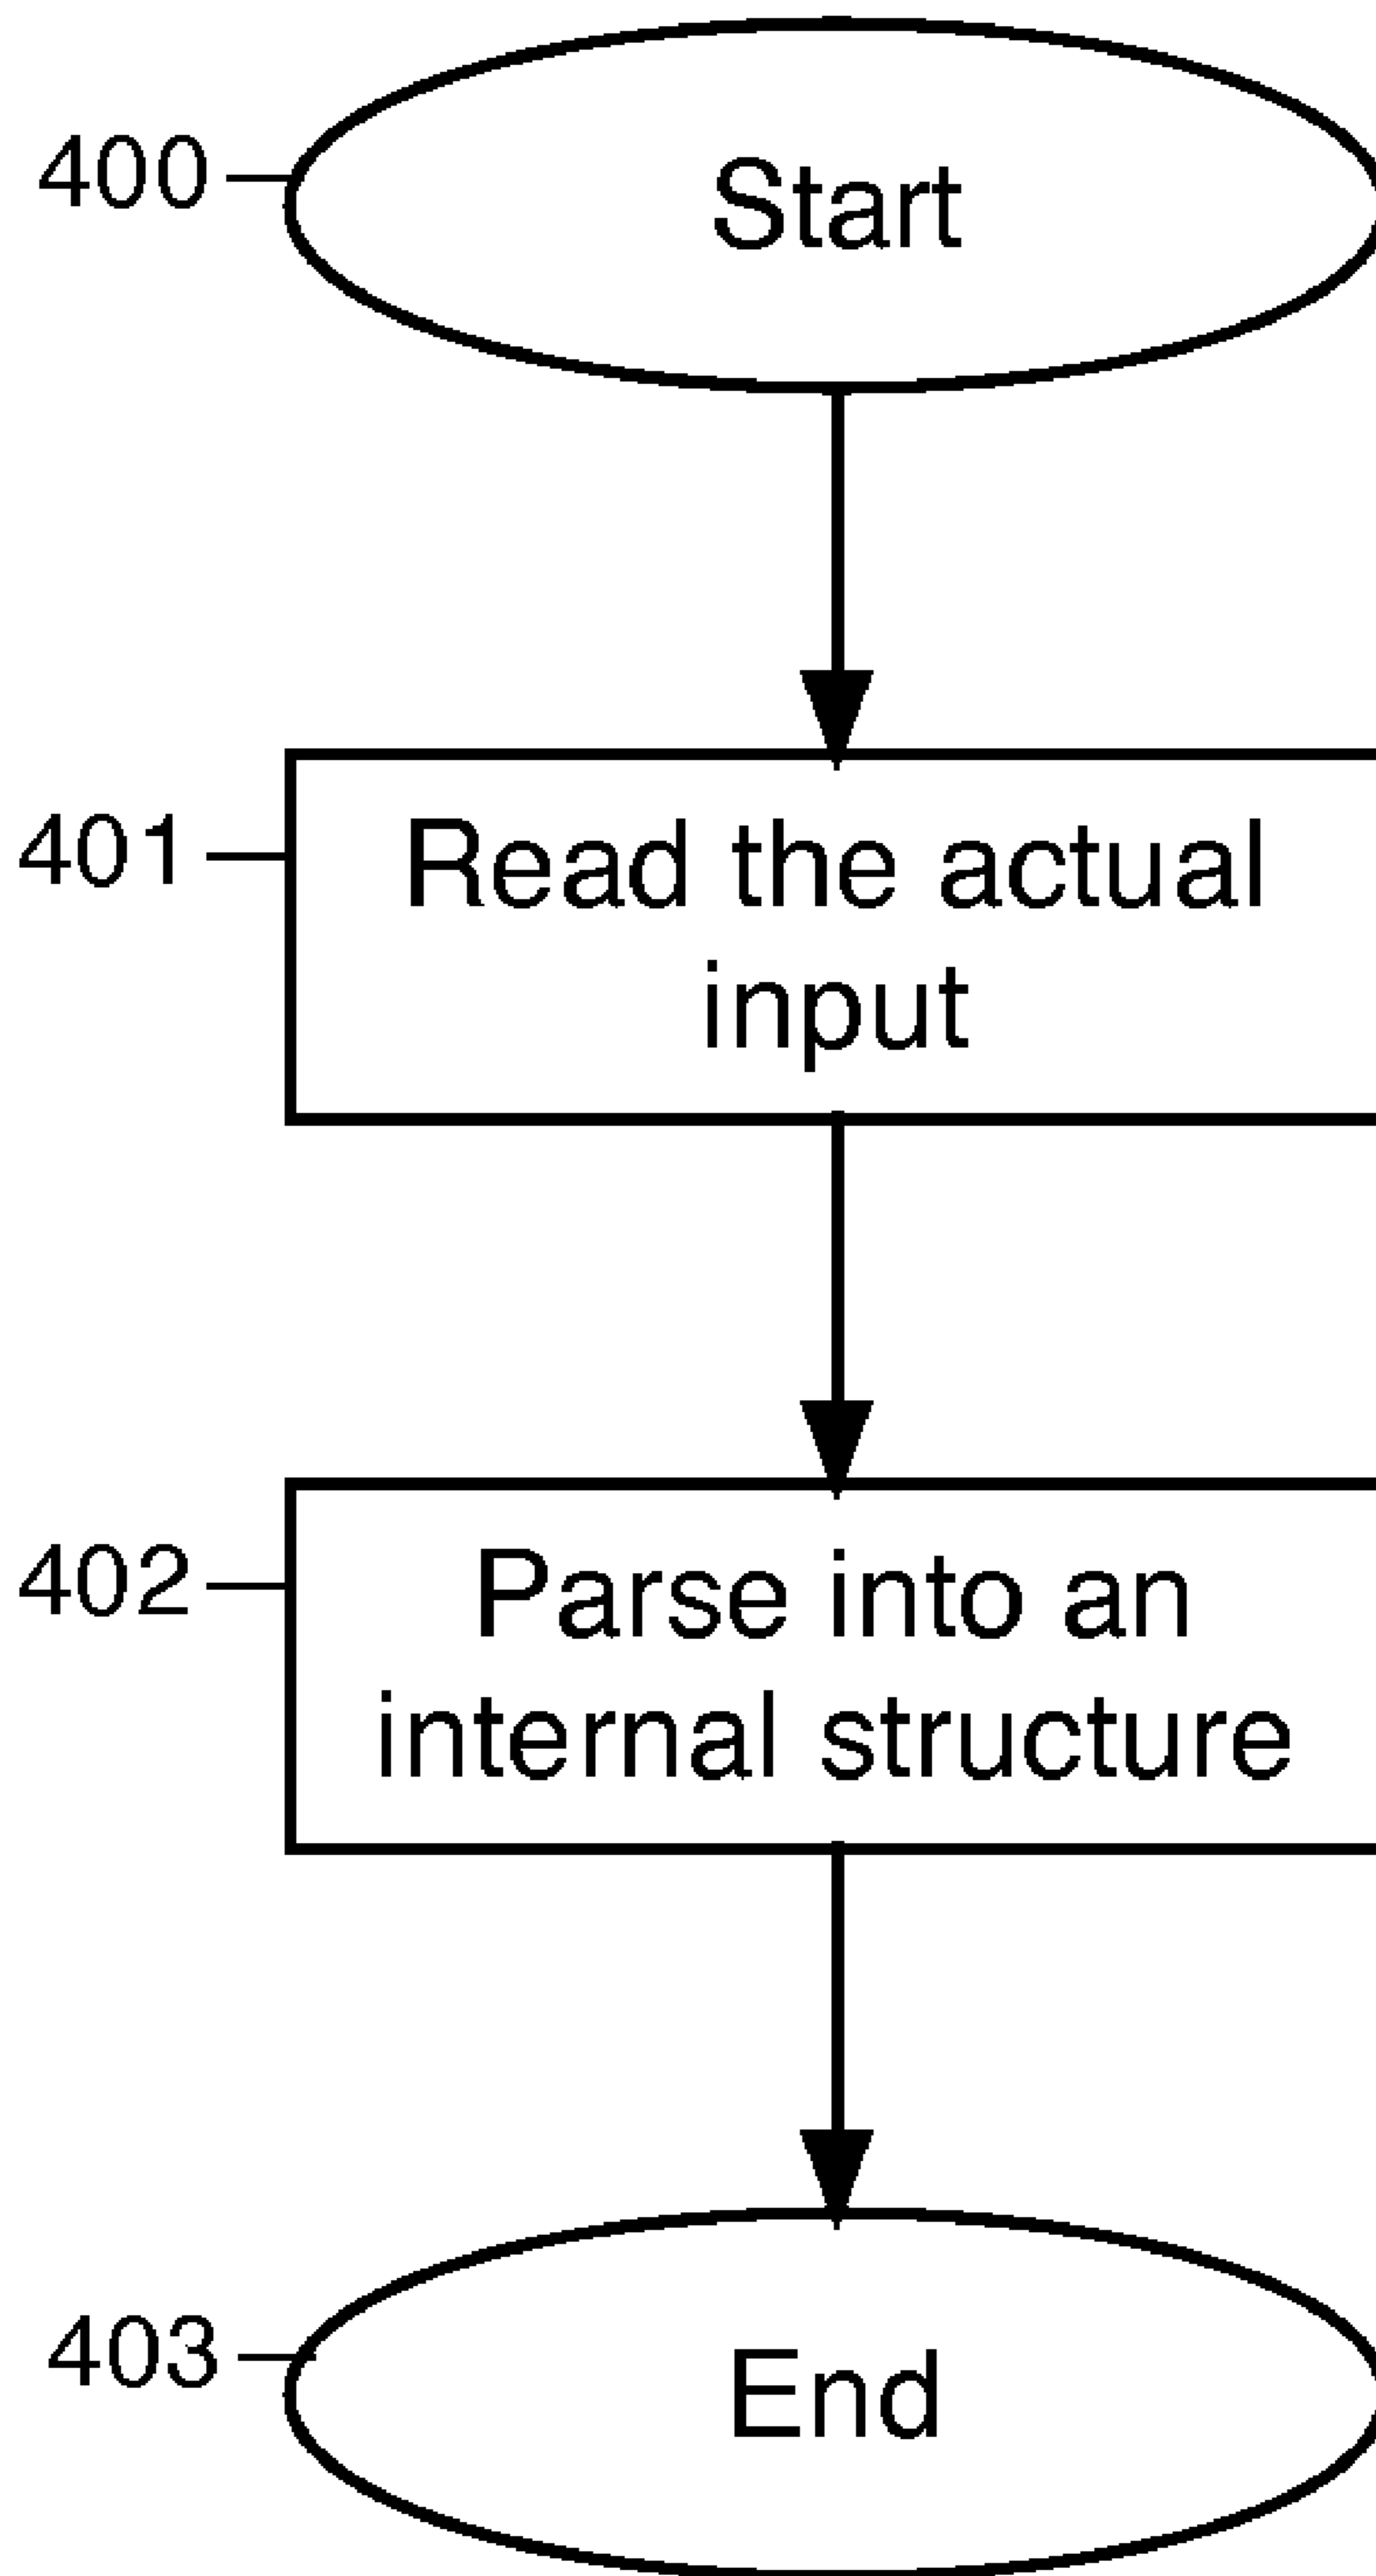 400
Start
401
Read the actual
input
402
Parse into an
internal structure
403
End